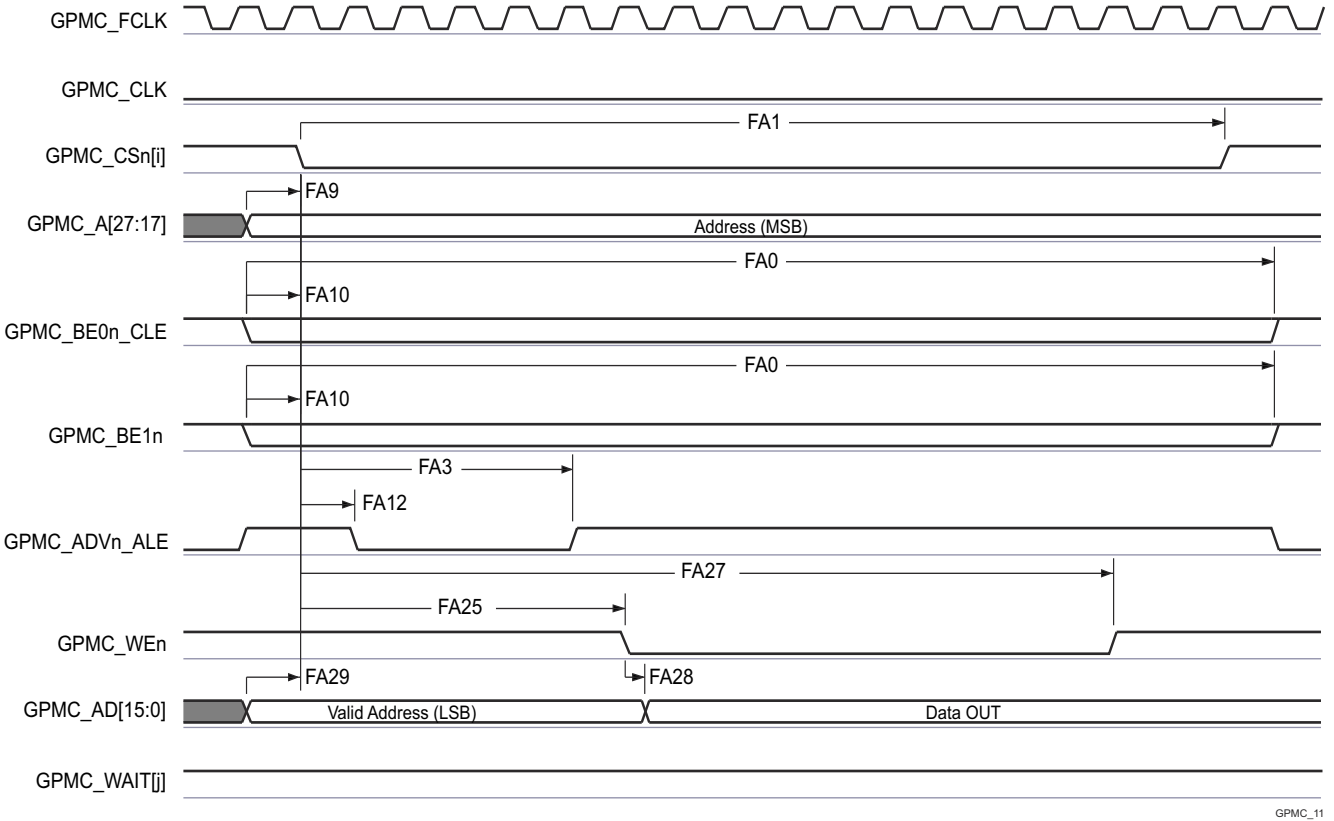 GPMC_FCLK
GPMC_CLK
FA1
GPMC_CSn[i]
FA9
GPMC_A[27:17]
Address (MSB)
FA0
FA10
GPMC_BE0n_CLE
FA0
FA10
GPMC_BE1n
FA3
FA12
GPMC_ADVn_ALE
FA27
FA25
GPMC_WEn
FA29
FA28
GPMC_AD[15:0]
Valid Address (LSB)
Data OUT
GPMC_WAIT[j]
GPMC_11